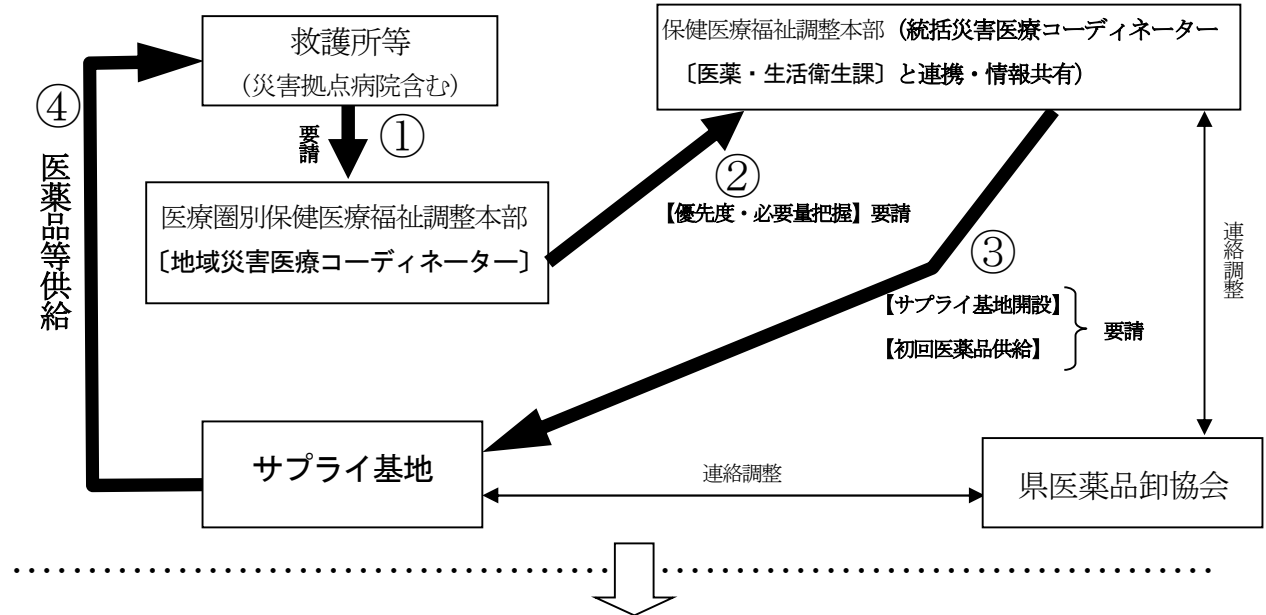 救護所等
（災害拠点病院含む）
保健医療福祉調整本部（統括災害医療コーディネーター
〔医薬・生活衛生課〕と連携・情報共有）
④
医薬品等供給
①
要請
医療圏別保健医療福祉調整本部
〔地域災害医療コーディネーター〕
②
【優先度・必要量把握】要請
③
【サプライ基地開設】
【初回医薬品供給】
要請
連絡調整
サプライ基地
連絡調整
県医薬品卸協会